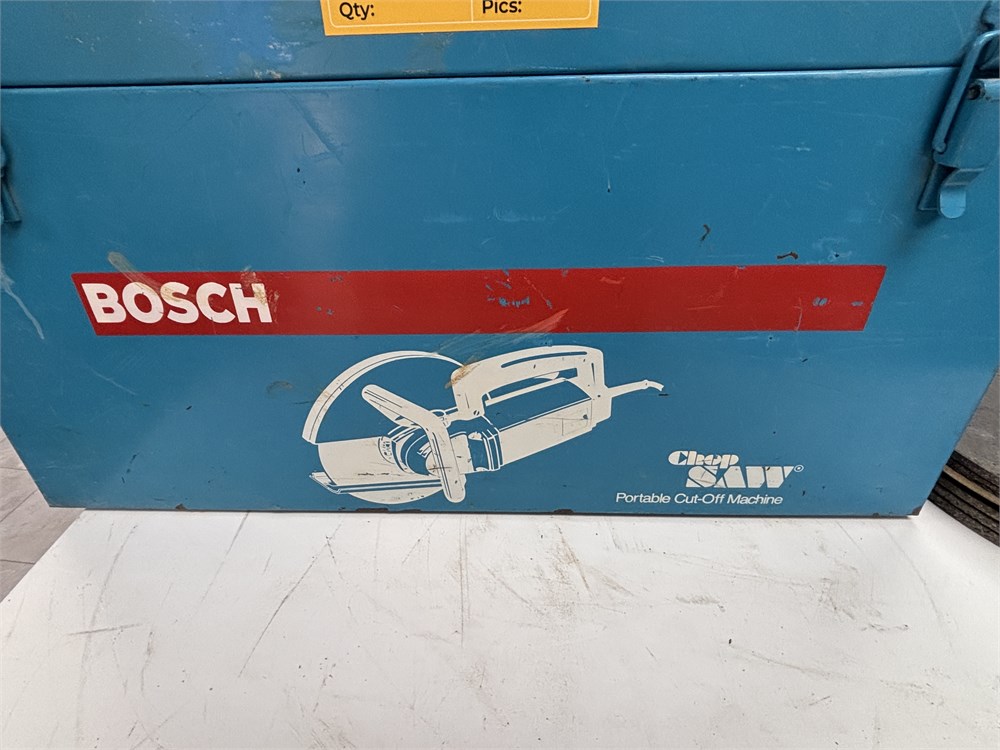 Qty: Pics:
BOSCH
Chop
SAW®
Portable Cut-Off Machine